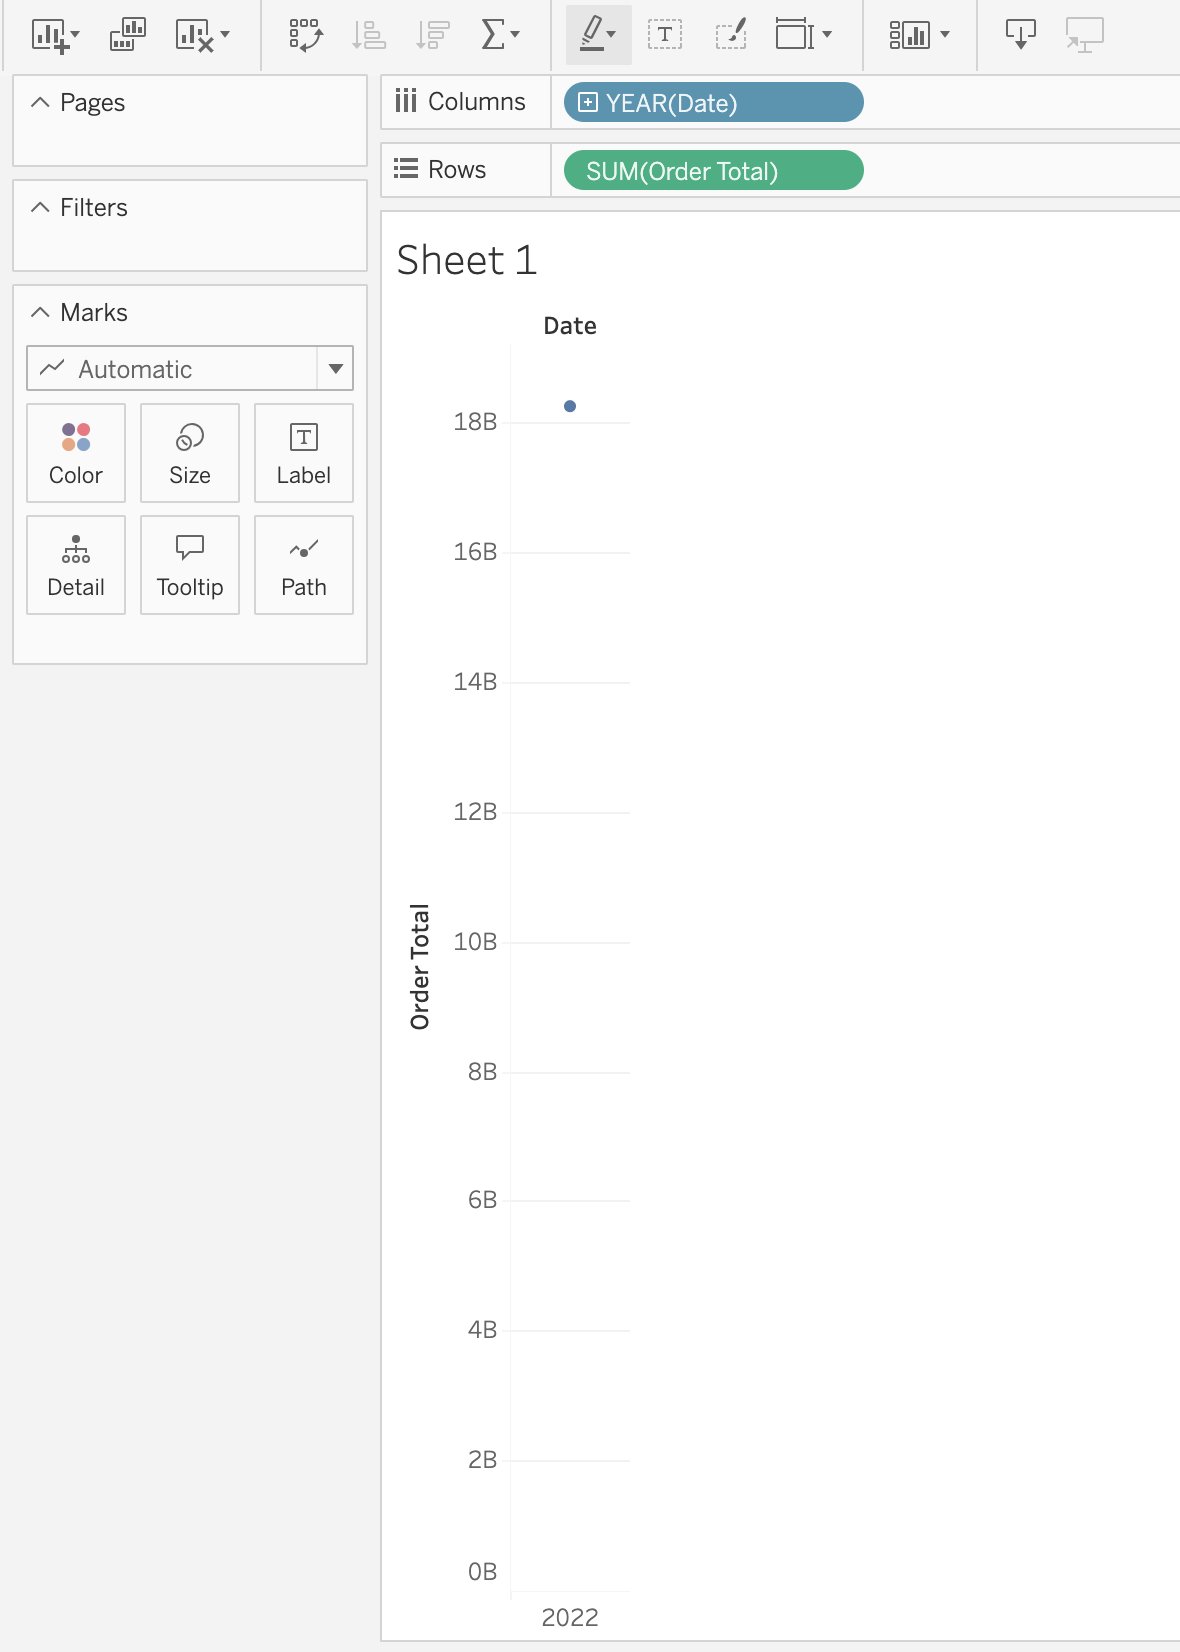 Pages
Columns
YEAR(Date)
Rows
SUM(Order Total)
Filters
Sheet 1
Marks
Date
Automatic
Color
Size
T
Label
Detail
Tooltip
Path
T
18B
16B
14B
12B
10B
8B
6B
4B
2B
0B
Order Total
2022